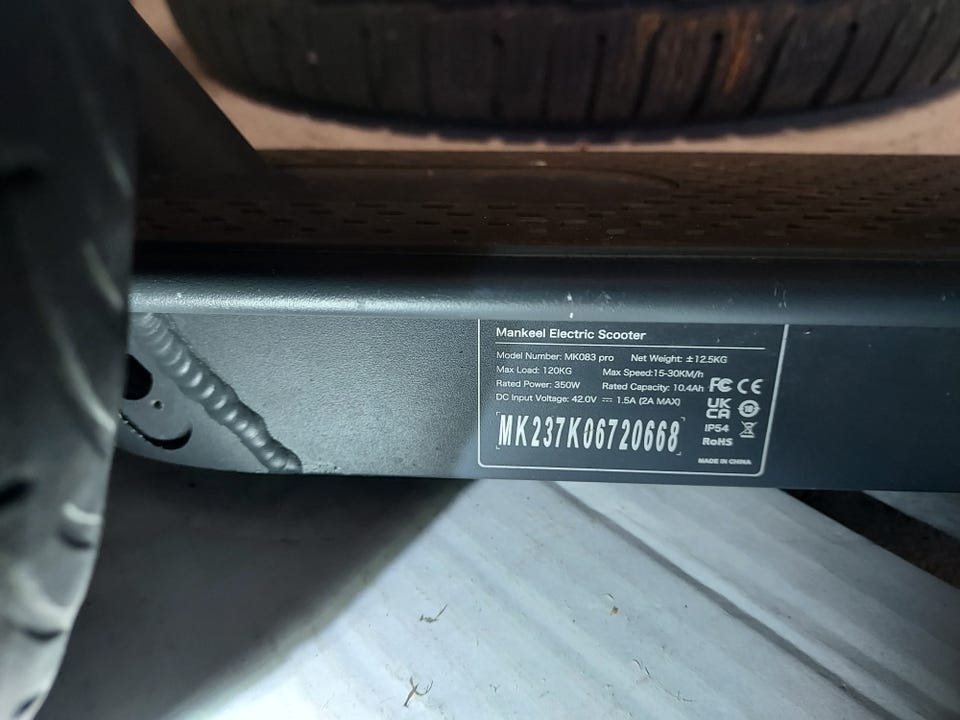 Mankeel Electric Scooter
Model Number: MK083 pro Net Weight: ±12.5KG
Max Load: 120KG Max Speed:15-30KM/h
Rated Power: 350W Rated Capacity: 10.4Ah
DC Input Voltage: 42.0V ⎓ 1.5A (2A MAX)
MK237K06720668
FC CE
UK
CA
IP54
RoHS
MADE IN CHINA